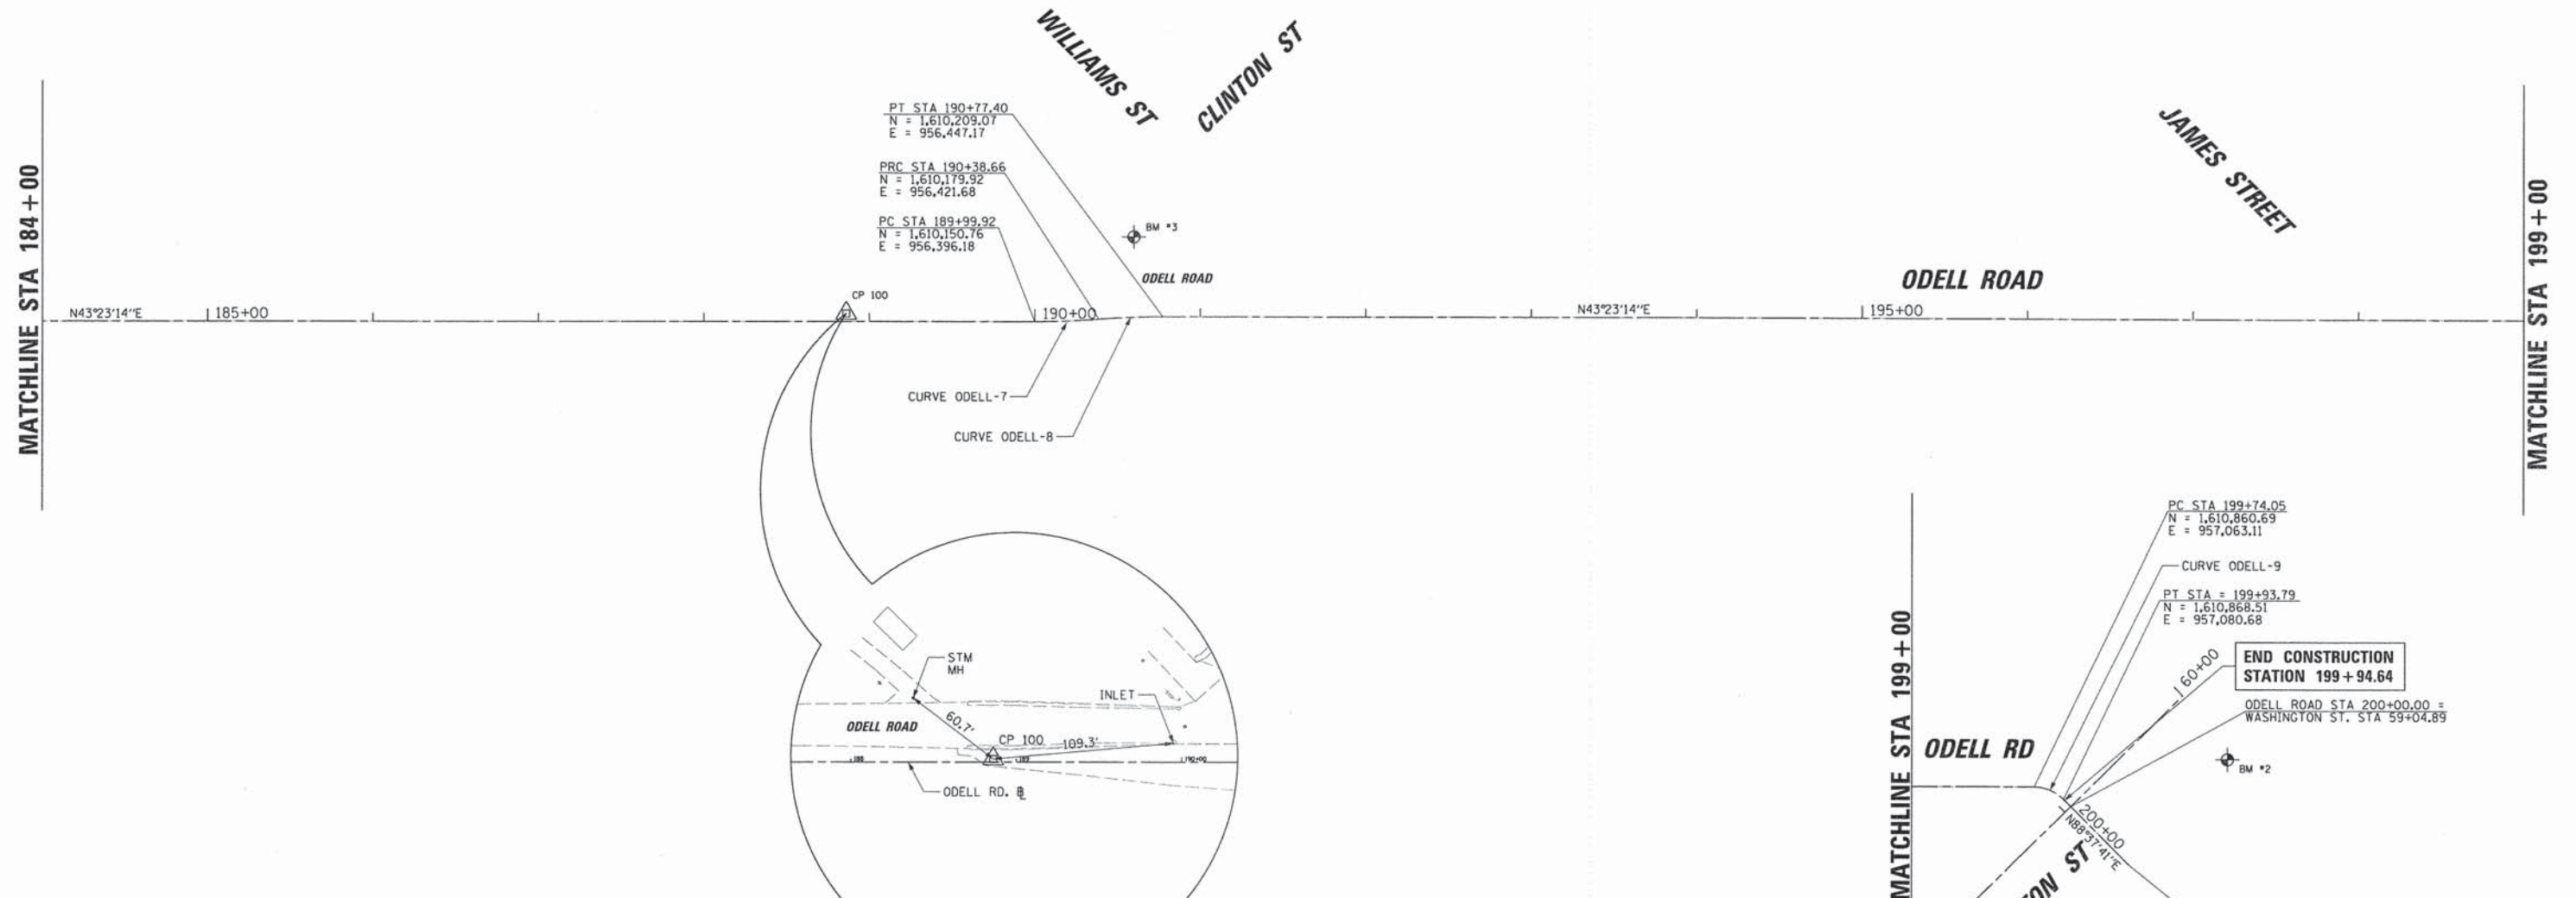 WILLIAMS ST
CLINTON ST
JAMES STREET
MATCHLINE STA 184+00
PT STA 190+77.40
N = 1,610,209.07
E = 956,447.17
PRC STA 190+38.66
N = 1,610,179.92
E = 956,421.68
PC STA 189+99.92
N = 1,610,150.76
E = 956,396.18
BM #3
ODELL ROAD
ODELL ROAD
MATCHLINE STA 199+00
CP 100
N43°23'14"E
185+00
190+00
N43°23'14"E
195+00
CURVE ODELL-7
CURVE ODELL-8
PC STA 199+74.05
N = 1,610,860.69
E = 957,063.11
CURVE ODELL-9
PT STA = 199+93.79
N = 1,610,868.51
E = 957,080.68
END CONSTRUCTION
STATION 199+94.64
160+00
ODELL ROAD STA 200+00.00 =
WASHINGTON ST. STA 59+04.89
MATCHLINE STA 199+00
ODELL RD
BM #2
200+00
N88°37'41"E
ST
STM
MH
INLET
60.7'
ODELL ROAD
CP 100
109.3'
188
189
190+00
ODELL RD. BL